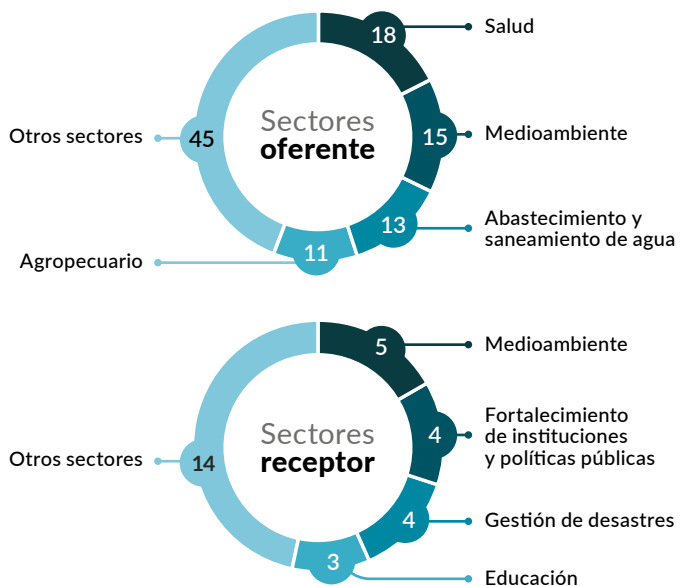 Sectores
oferente
18
Salud
15
Medioambiente
13
Abastecimiento y
saneamiento de agua
11
Agropecuario
45
Otros sectores
Sectores
receptor
5
Medioambiente
4
Fortalecimiento
de instituciones
y políticas públicas
4
Gestión de desastres
3
Educación
14
Otros sectores